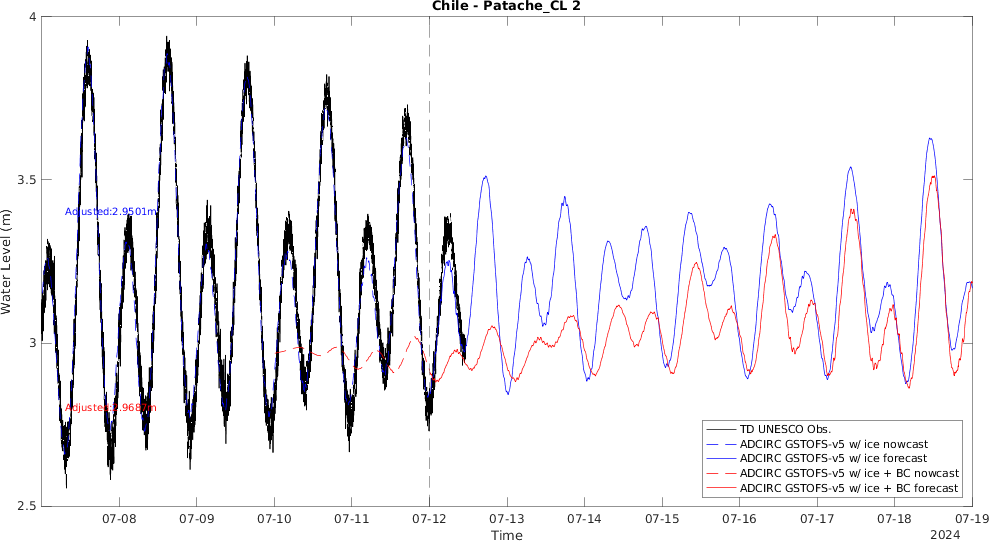 Chile - Patache_CL 2
4
3.5
3
2.5
Water Level (m)
Adjusted:2.9501m
TD UNESCO Obs.
ADCIRC GSTOFS-v5 w/ ice nowcast
ADCIRC GSTOFS-v5 w/ ice forecast
ADCIRC GSTOFS-v5 w/ ice + BC nowcast
ADCIRC GSTOFS-v5 w/ ice + BC forecast
07-08 07-09 07-10 07-11 07-12 07-13 07-14 07-15 07-16 07-17 07-18 07-19
Time
2024